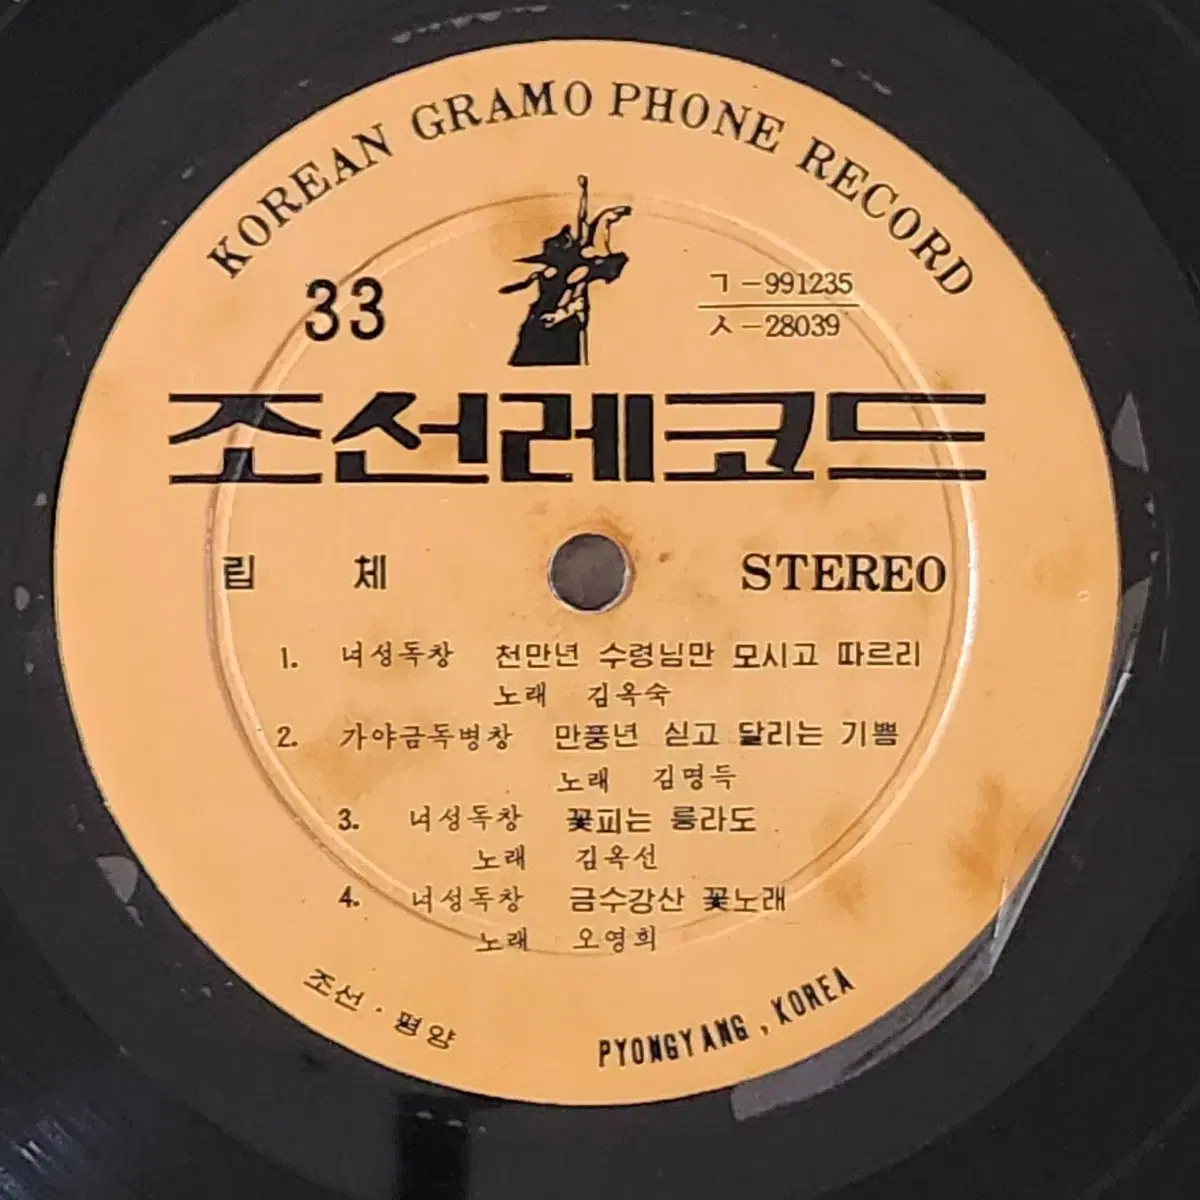 KOREAN GRAMOPHONE RECORD
33
ㄱ-991235
ㅅ-28039
조선레코드
립 체 STEREO
1. 녀성독창 천만년 수령님만 모시고 따르리
노래 김옥숙
2. 가야금독병창 만풍년 싣고 달리는 기쁨
노래 김명득
3. 녀성독창 꽃피는 릉라도
노래 김옥선
4. 녀성독창 금수강산 꽃노래
노래 오영희
조선·평양
PYONGYANG, KOREA